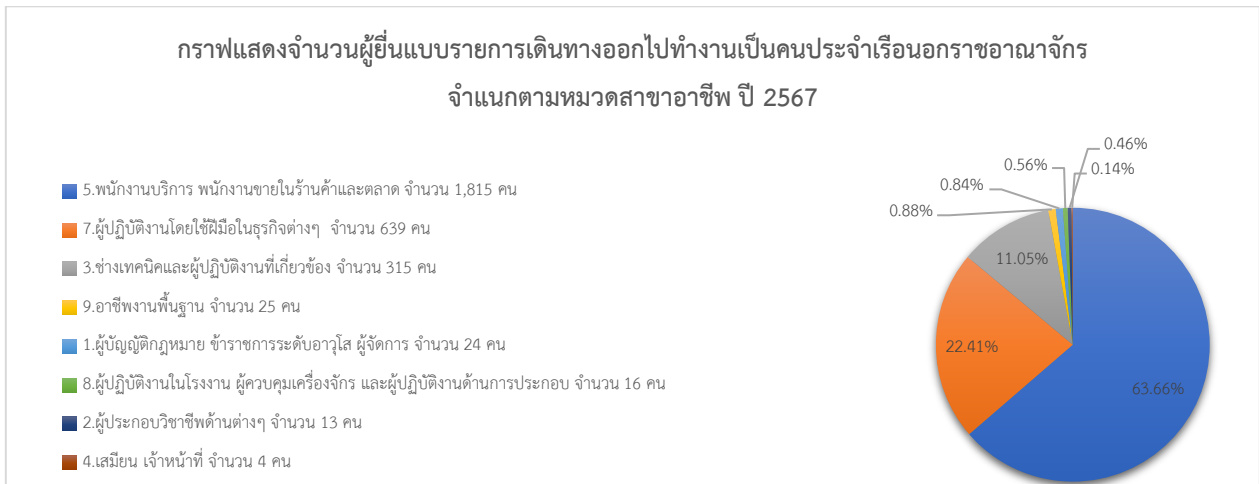 กราฟแสดงจำนวนผู้ยื่นแบบรายการเดินทางออกไปทำงานเป็นคนประจำเรือนอกราชอาณาจักร
จำแนกตามหมวดสาขาอาชีพ ปี 2567
5.พนักงานบริการ พนักงานขายในร้านค้าและตลาด จำนวน 1,815 คน
7.ผู้ปฏิบัติงานโดยใช้ฝีมือในธุรกิจต่างๆ จำนวน 639 คน
3.ช่างเทคนิคและผู้ปฏิบัติงานที่เกี่ยวข้อง จำนวน 315 คน
9.อาชีพงานพื้นฐาน จำนวน 25 คน
1.ผู้บัญญัติกฎหมาย ข้าราชการระดับอาวุโส ผู้จัดการ จำนวน 24 คน
8.ผู้ปฏิบัติงานในโรงงาน ผู้ควบคุมเครื่องจักร และผู้ปฏิบัติงานด้านการประกอบ จำนวน 16 คน
2.ผู้ประกอบวิชาชีพด้านต่างๆ จำนวน 13 คน
4.เสมียน เจ้าหน้าที่ จำนวน 4 คน
0.46%
0.56%
0.14%
0.84%
0.88%
11.05%
22.41%
63.66%